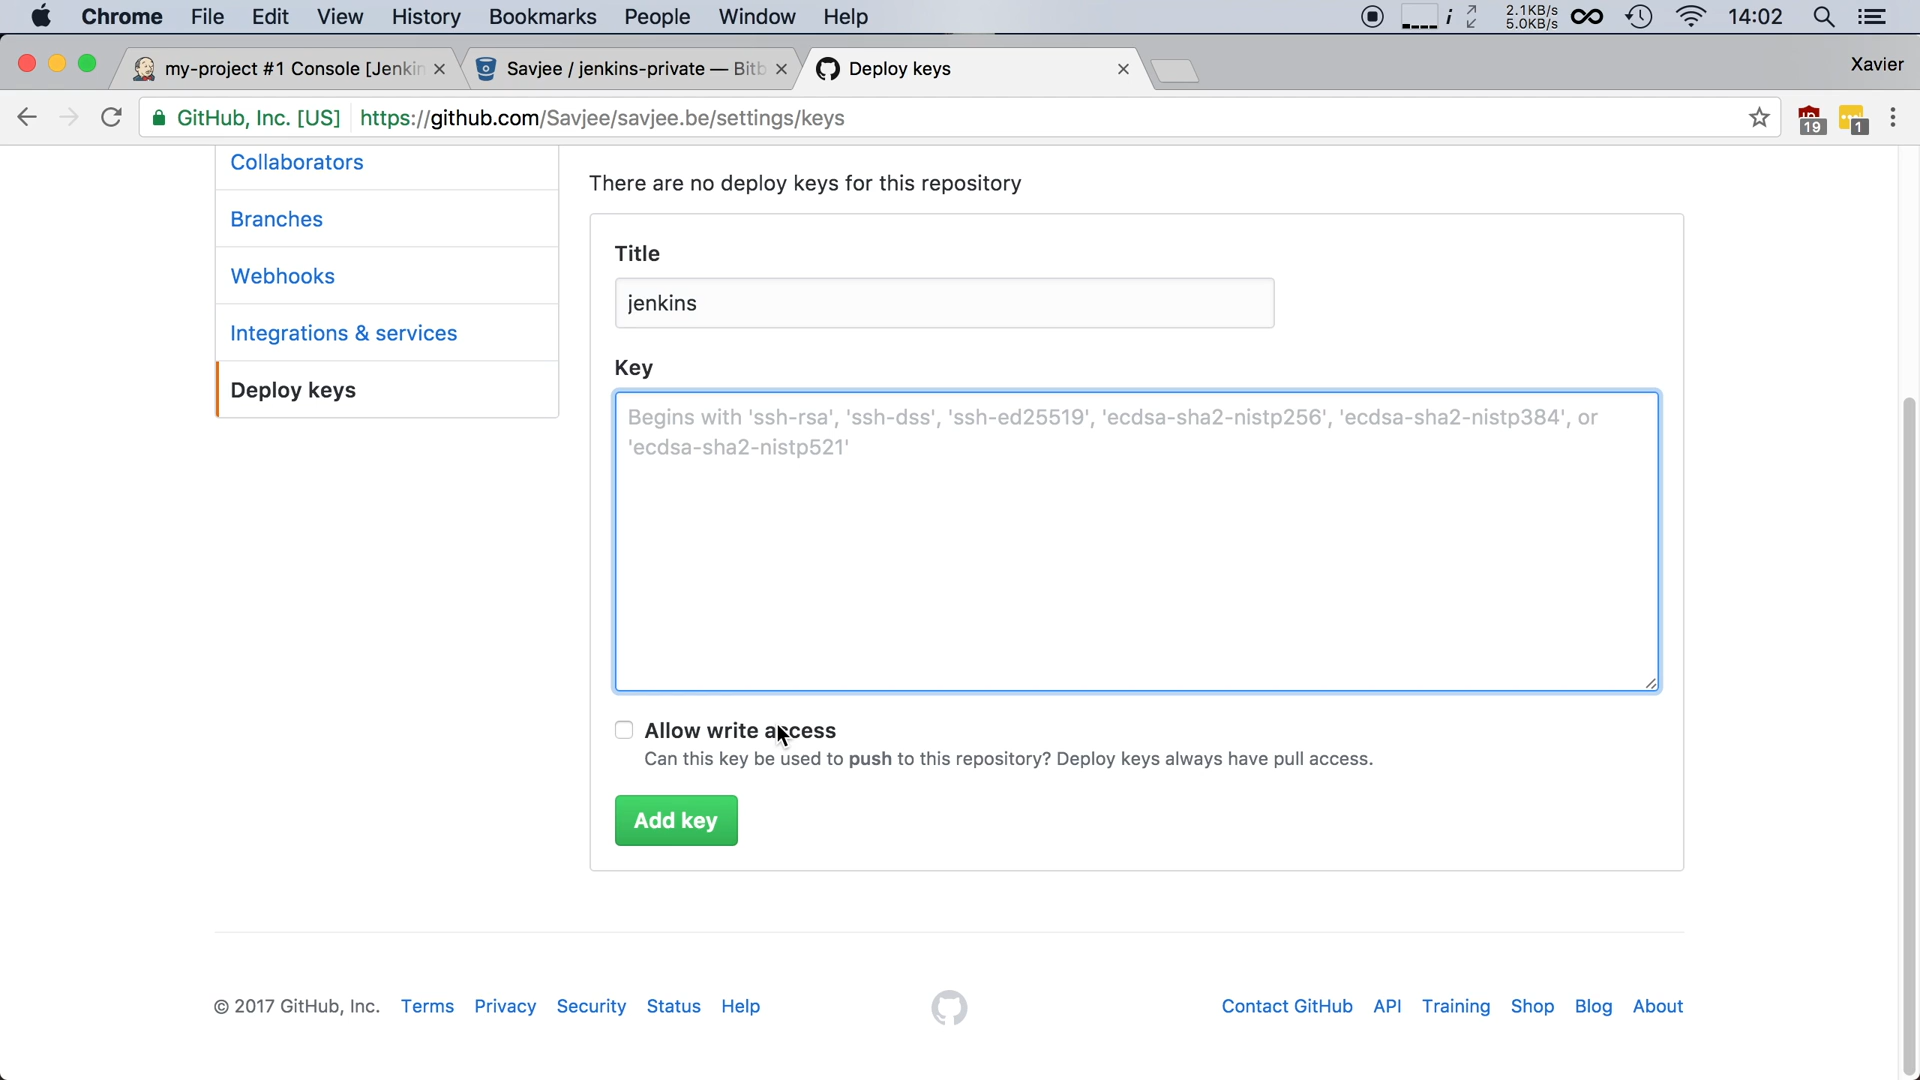 Chrome File Edit View History Bookmarks People Window Help
2.1KB/s
5.0KB/s
14:02
my-project #1 Console [Jenkin
Savjee / jenkins-private — Bitb
Deploy keys
Xavier
GitHub, Inc. [US] https://github.com/Savjee/savjee.be/settings/keys
19
1
Collaborators
Branches
Webhooks
Integrations & services
Deploy keys
There are no deploy keys for this repository
Title
jenkins
Key
Begins with 'ssh-rsa', 'ssh-dss', 'ssh-ed25519', 'ecdsa-sha2-nistp256', 'ecdsa-sha2-nistp384', or
'ecdsa-sha2-nistp521'
Allow write access
Can this key be used to push to this repository? Deploy keys always have pull access.
Add key
© 2017 GitHub, Inc. Terms Privacy Security Status Help
Contact GitHub API Training Shop Blog About